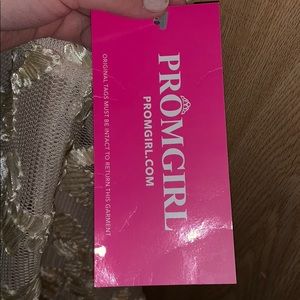 PROMGIRL
PROMGIRL.COM
ORIGINAL TAGS MUST BE INTACT TO RETURN THIS GARMENT